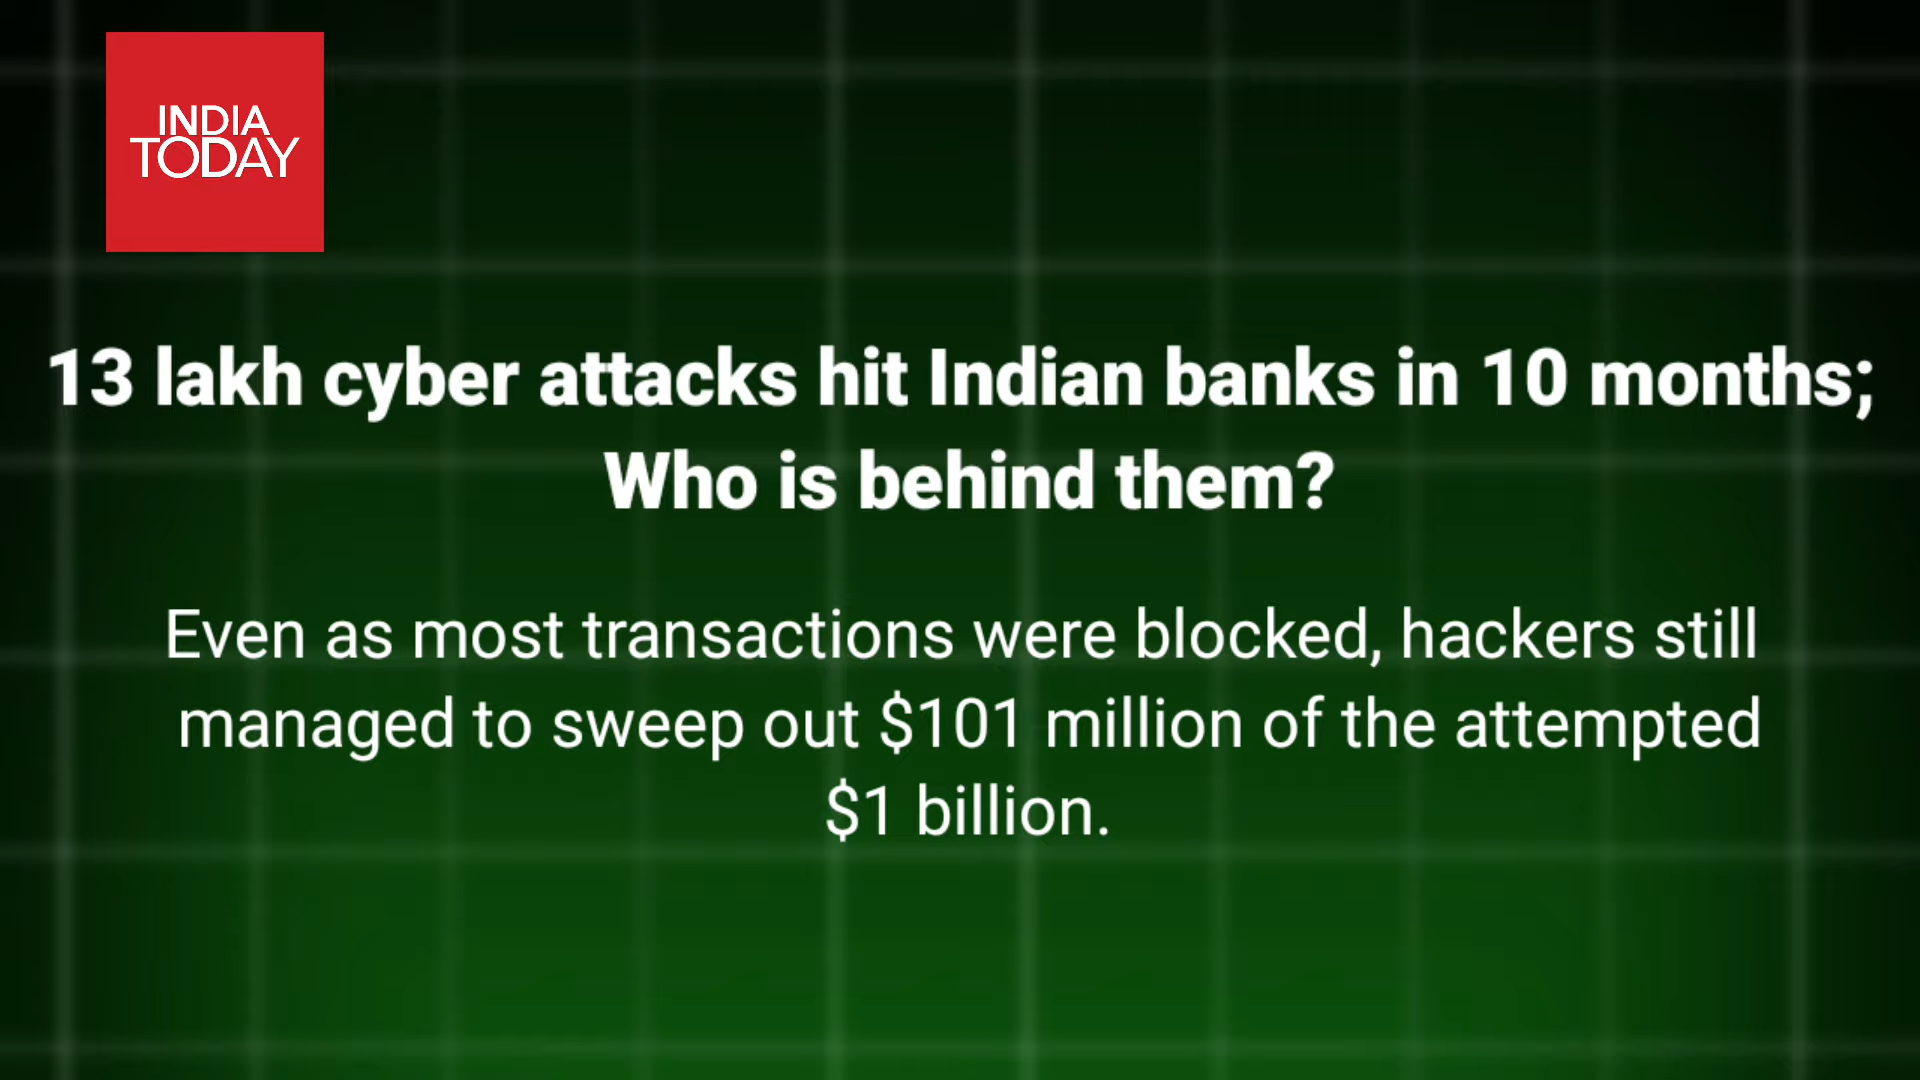 INDIA
TODAY
13 lakh cyber attacks hit Indian banks in 10 months;
Who is behind them?
Even as most transactions were blocked, hackers still
managed to sweep out $101 million of the attempted
$1 billion.